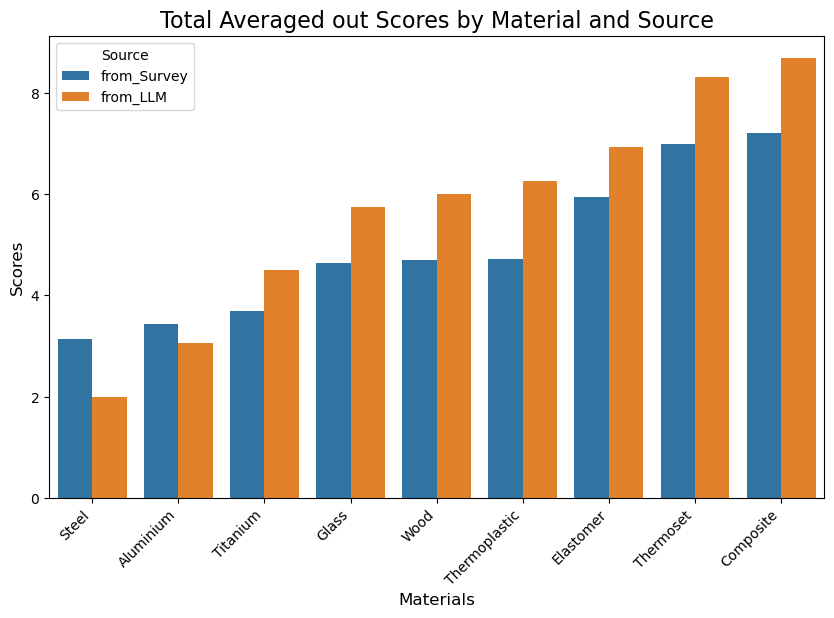 Total Averaged out Scores by Material and Source
Source
from_Survey
from_LLM
Scores
8
6
4
2
0
Steel
Aluminium
Titanium
Glass
Wood
Thermoplastic
Elastomer
Thermoset
Composite
Materials